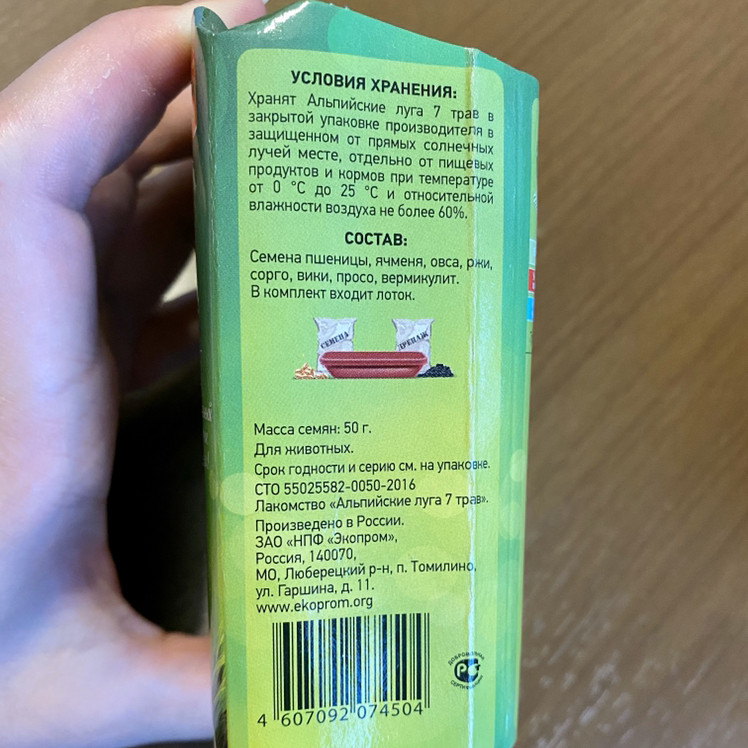 УСЛОВИЯ ХРАНЕНИЯ:
Хранят Альпийские луга 7 трав в
закрытой упаковке производителя в
защищенном от прямых солнечных
лучей месте, отдельно от пищевых
продуктов и кормов при температуре
от 0 °С до 25 °С и относительной
влажности воздуха не более 60%.
СОСТАВ:
Семена пшеницы, ячменя, овса, ржи,
сорго, вики, просо, вермикулит.
В комплект входит лоток.
СЕМЕНА
ДРЕНАЖ
Масса семян: 50 г.
Для животных.
Срок годности и серию см. на упаковке.
СТО 55025582-0050-2016
Лакомство «Альпийские луга 7 трав».
Произведено в России.
ЗАО «НПФ «Экопром»,
Россия, 140070,
МО, Люберецкий р-н, п. Томилино,
ул. Гаршина, д. 11.
www.ekoprom.org
ДОБРОВОЛЬНАЯ
РСТ
СЕРТИФИКАЦИЯ
4 607092 074504